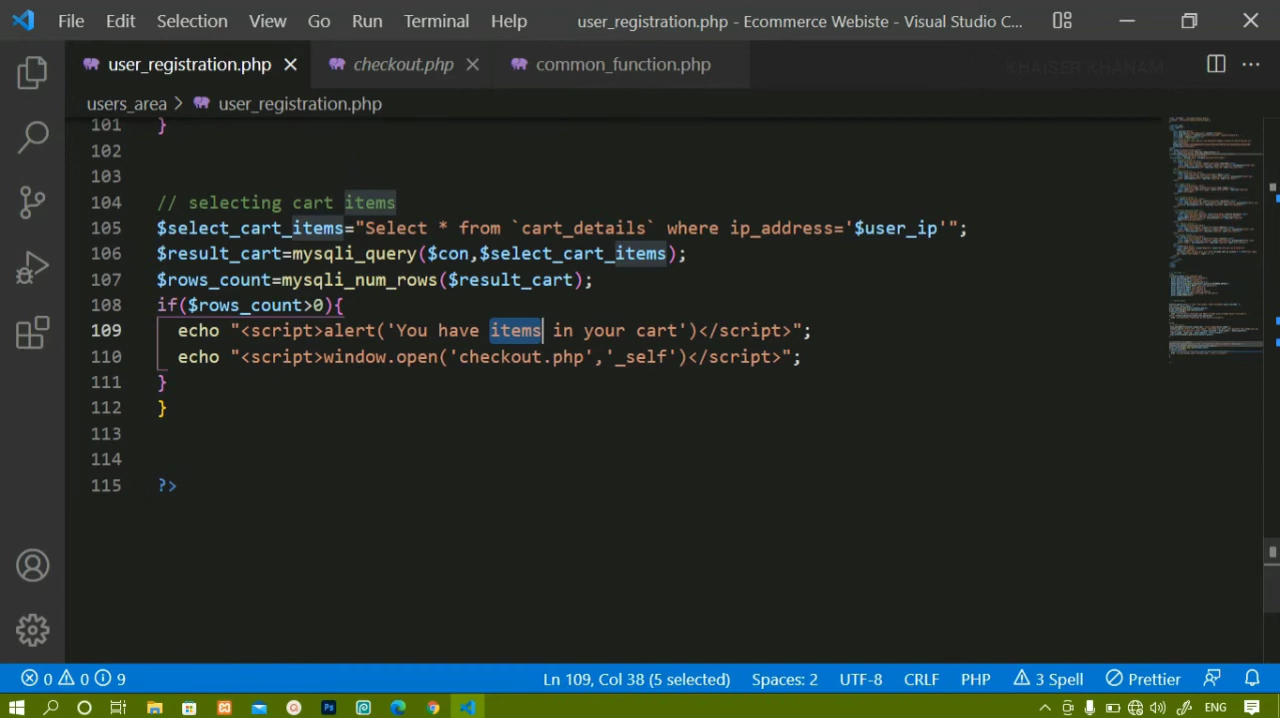 File Edit Selection View Go Run Terminal Help user_registration.php - Ecommerce Webiste - Visual Studio C...
user_registration.php checkout.php common_function.php
KHAISER KHANAM
users_area > user_registration.php
101 }
102
103
104 // selecting cart items
105 $select_cart_items="Select * from `cart_details` where ip_address='$user_ip'";
106 $result_cart=mysqli_query($con,$select_cart_items);
107 $rows_count=mysqli_num_rows($result_cart);
108 if($rows_count>0){
109 echo "<script>alert('You have items in your cart')</script>";
110 echo "<script>window.open('checkout.php','_self')</script>";
111 }
112 }
113
114
115 ?>
0 0 9 Ln 109, Col 38 (5 selected) Spaces: 2 UTF-8 CRLF PHP 3 Spell Prettier
ENG